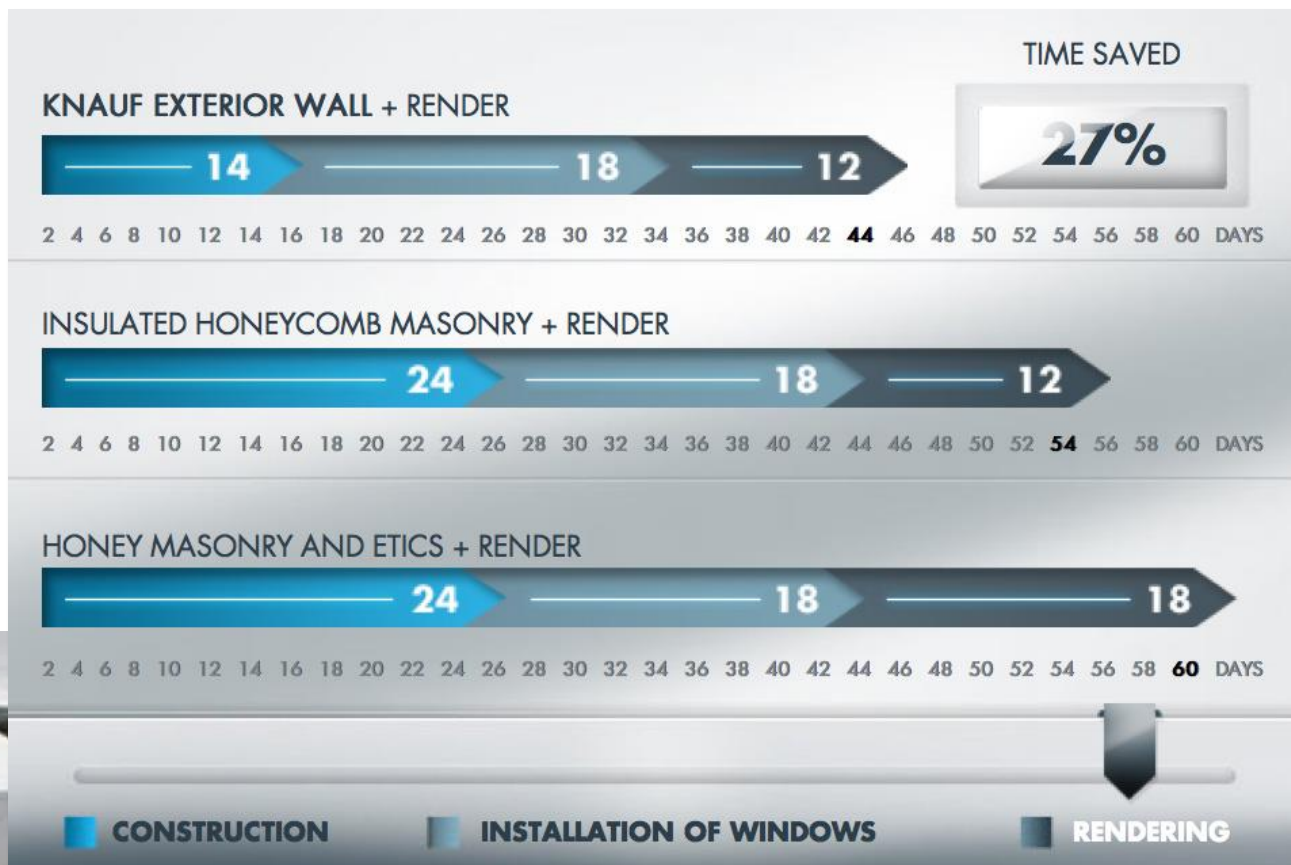 TIME SAVED
27%
KNAUF EXTERIOR WALL + RENDER
14 18 12
2 4 6 8 10 12 14 16 18 20 22 24 26 28 30 32 34 36 38 40 42 44 46 48 50 52 54 56 58 60 DAYS
INSULATED HONEYCOMB MASONRY + RENDER
24 18 12
2 4 6 8 10 12 14 16 18 20 22 24 26 28 30 32 34 36 38 40 42 44 46 48 50 52 54 56 58 60 DAYS
HONEY MASONRY AND ETICS + RENDER
24 18 18
2 4 6 8 10 12 14 16 18 20 22 24 26 28 30 32 34 36 38 40 42 44 46 48 50 52 54 56 58 60 DAYS
CONSTRUCTION INSTALLATION OF WINDOWS RENDERING